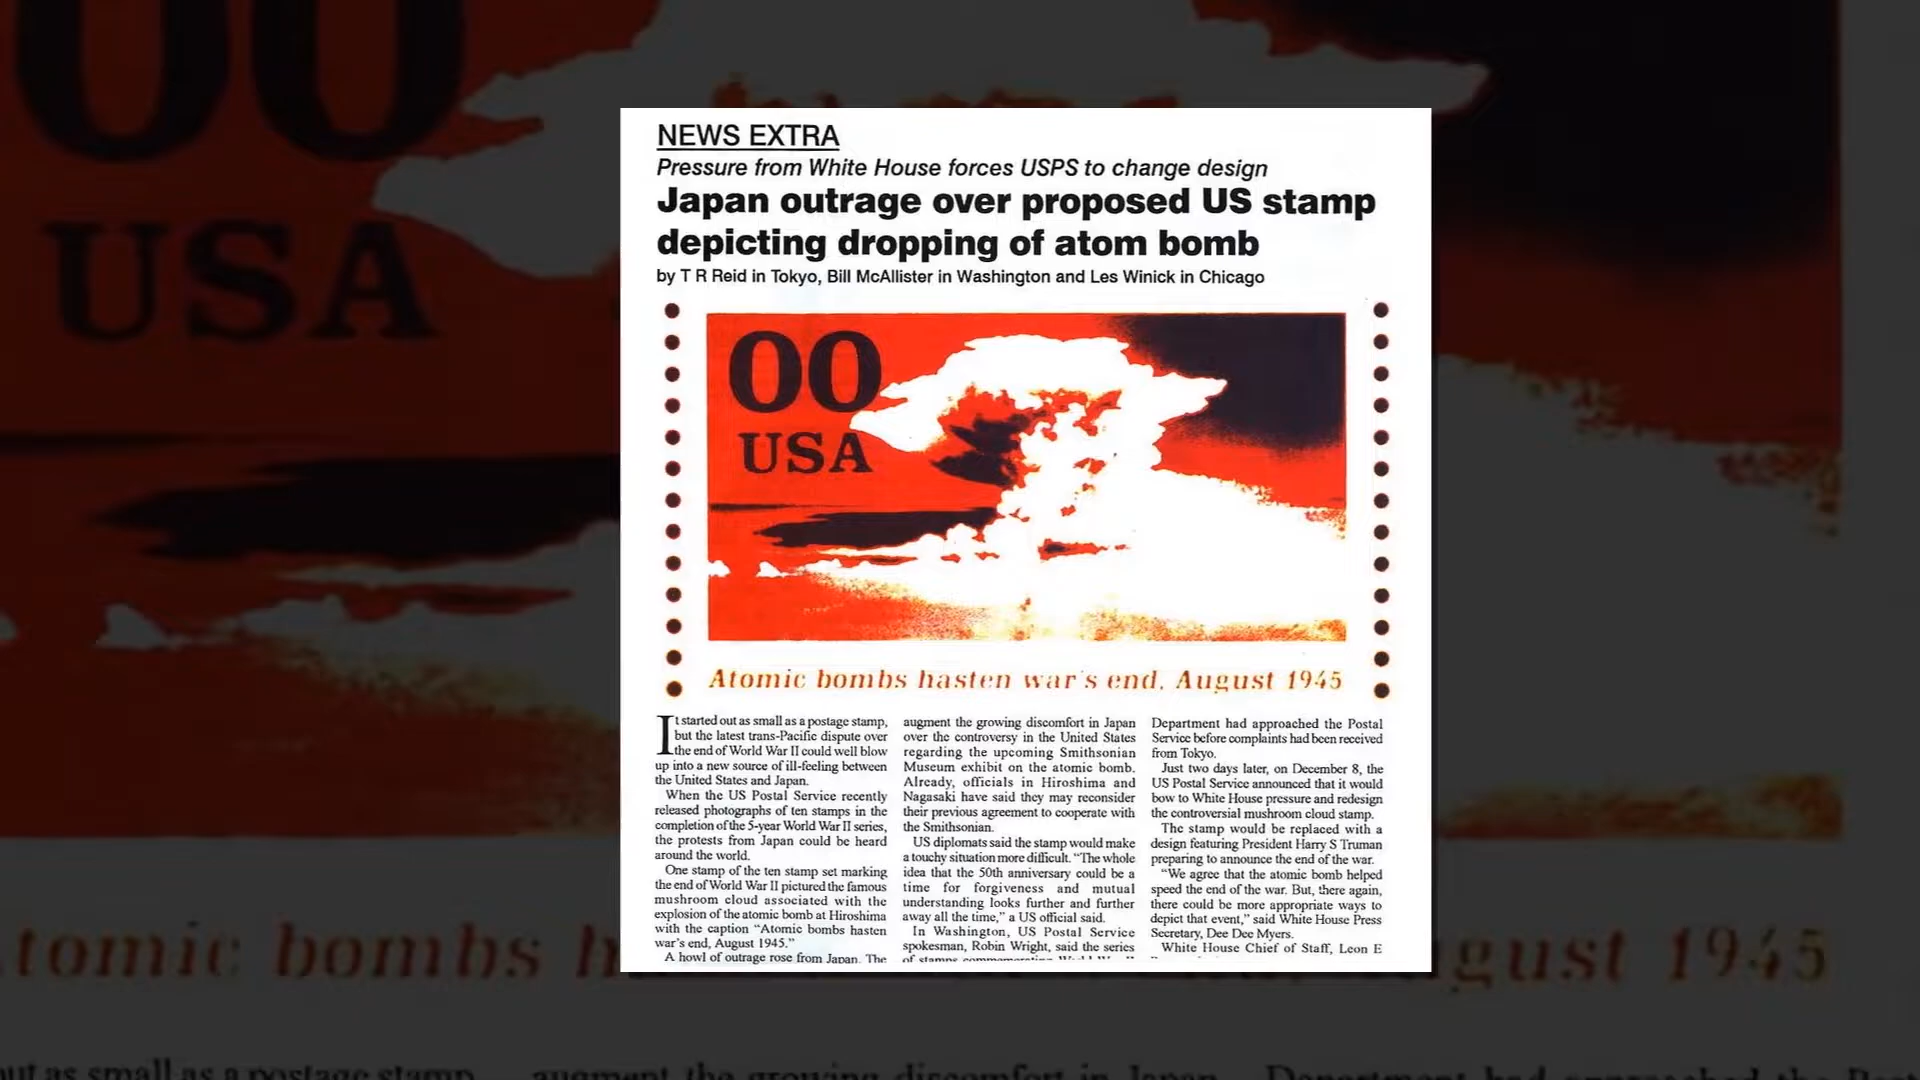 NEWS EXTRA
Pressure from White House forces USPS to change design
Japan outrage over proposed US stamp
depicting dropping of atom bomb
by T R Reid in Tokyo, Bill McAllister in Washington and Les Winick in Chicago
00
USA
Atomic bombs hasten war's end, August 1945
It started out as small as a postage stamp,
but the latest trans-Pacific dispute over
the end of World War II could well blow
up into a new source of ill-feeling between
the United States and Japan.
When the US Postal Service recently
released photographs of ten stamps in the
completion of the 5-year World War II series,
the protests from Japan could be heard
around the world.
One stamp of the ten stamp set marking
the end of World War II pictured the famous
mushroom cloud associated with the
explosion of the atomic bomb at Hiroshima
with the caption "Atomic bombs hasten
war's end, August 1945."
A howl of outrage rose from Japan. The
augment the growing discomfort in Japan
over the controversy in the United States
regarding the upcoming Smithsonian
Museum exhibit on the atomic bomb.
Already, officials in Hiroshima and
Nagasaki have said they may reconsider
their previous agreement to cooperate with
the Smithsonian.
US diplomats said the stamp would make
a touchy situation more difficult. "The whole
idea that the 50th anniversary could be a
time for forgiveness and mutual
understanding looks further and further
away all the time," a US official said.
In Washington, US Postal Service
spokesman, Robin Wright, said the series
of stamps commemorating World War II
Department had approached the Postal
Service before complaints had been received
from Tokyo.
Just two days later, on December 8, the
US Postal Service announced that it would
bow to White House pressure and redesign
the controversial mushroom cloud stamp.
The stamp would be replaced with a
design featuring President Harry S Truman
preparing to announce the end of the war.
"We agree that the atomic bomb helped
speed the end of the war. But, there again,
there could be more appropriate ways to
depict that event," said White House Press
Secretary, Dee Dee Myers.
White House Chief of Staff, Leon E